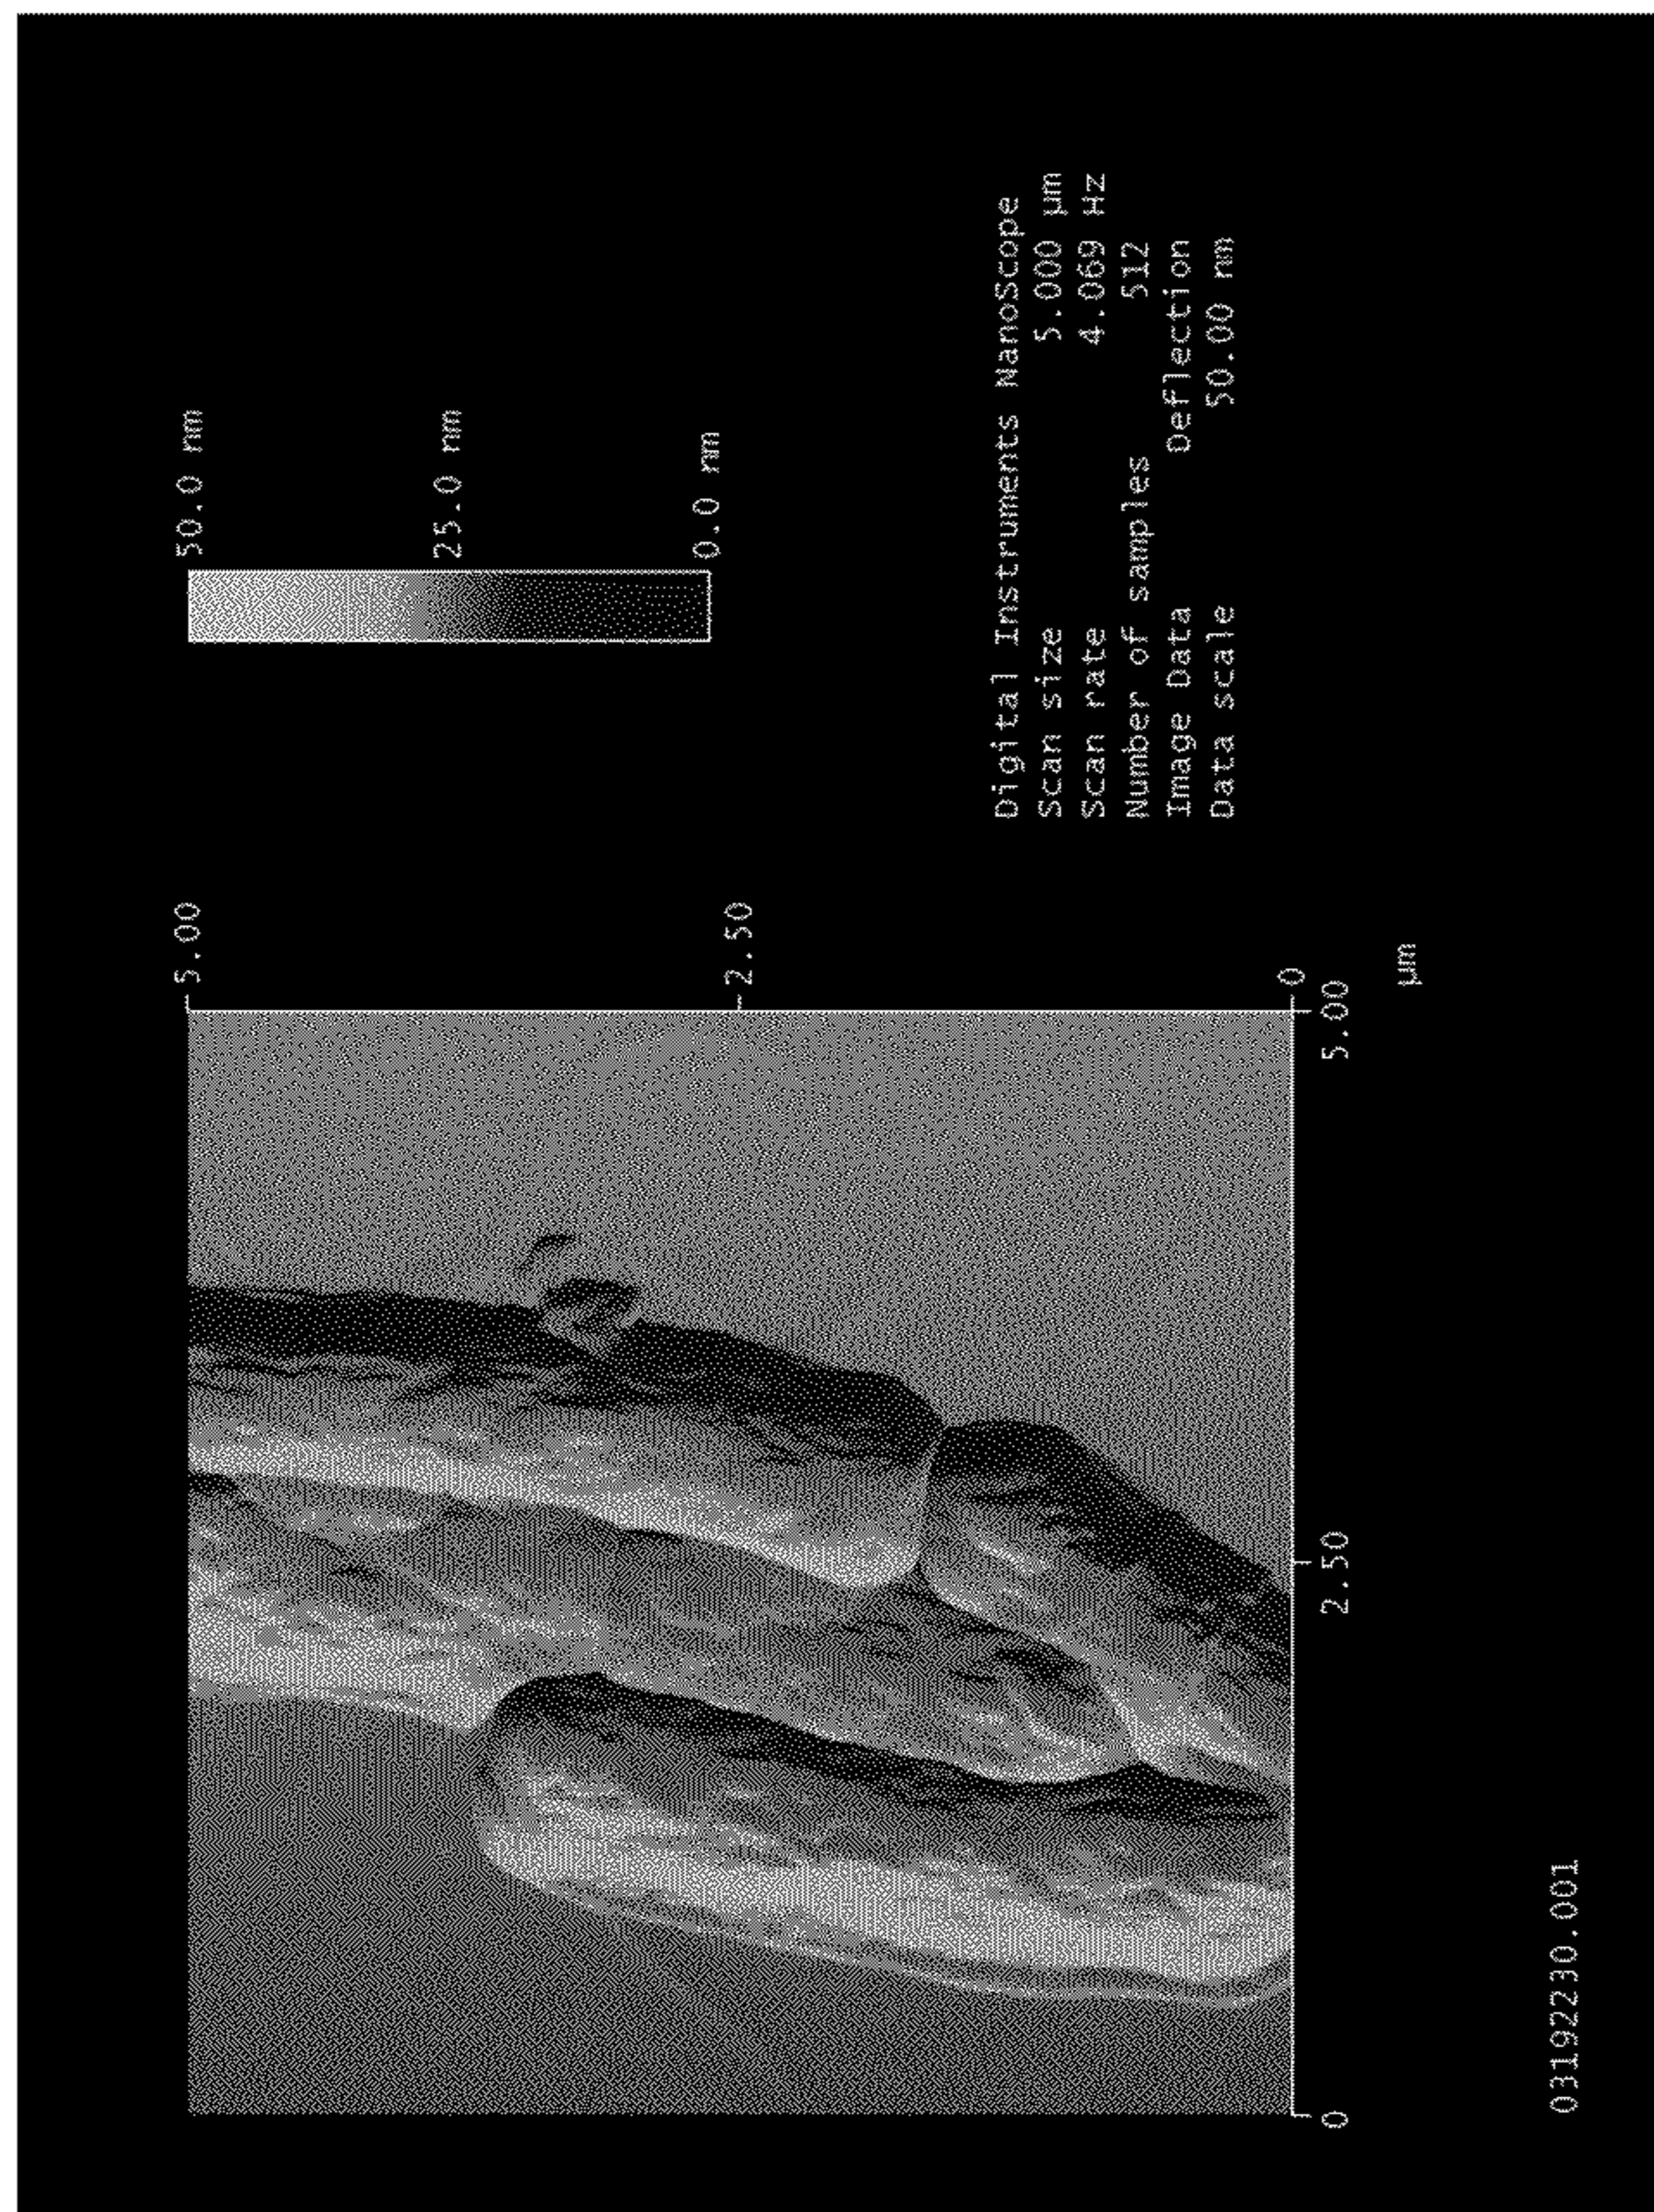 50.0 nm
25.0 nm
0.0 nm
Digital Instruments NanoScope
Scan size 5.000 µm
Scan rate 4.069 Hz
Number of samples 512
Image Data Deflection
Data scale 50.00 nm
5.00
2.50
0
0
2.50
5.00
µm
03192230.001